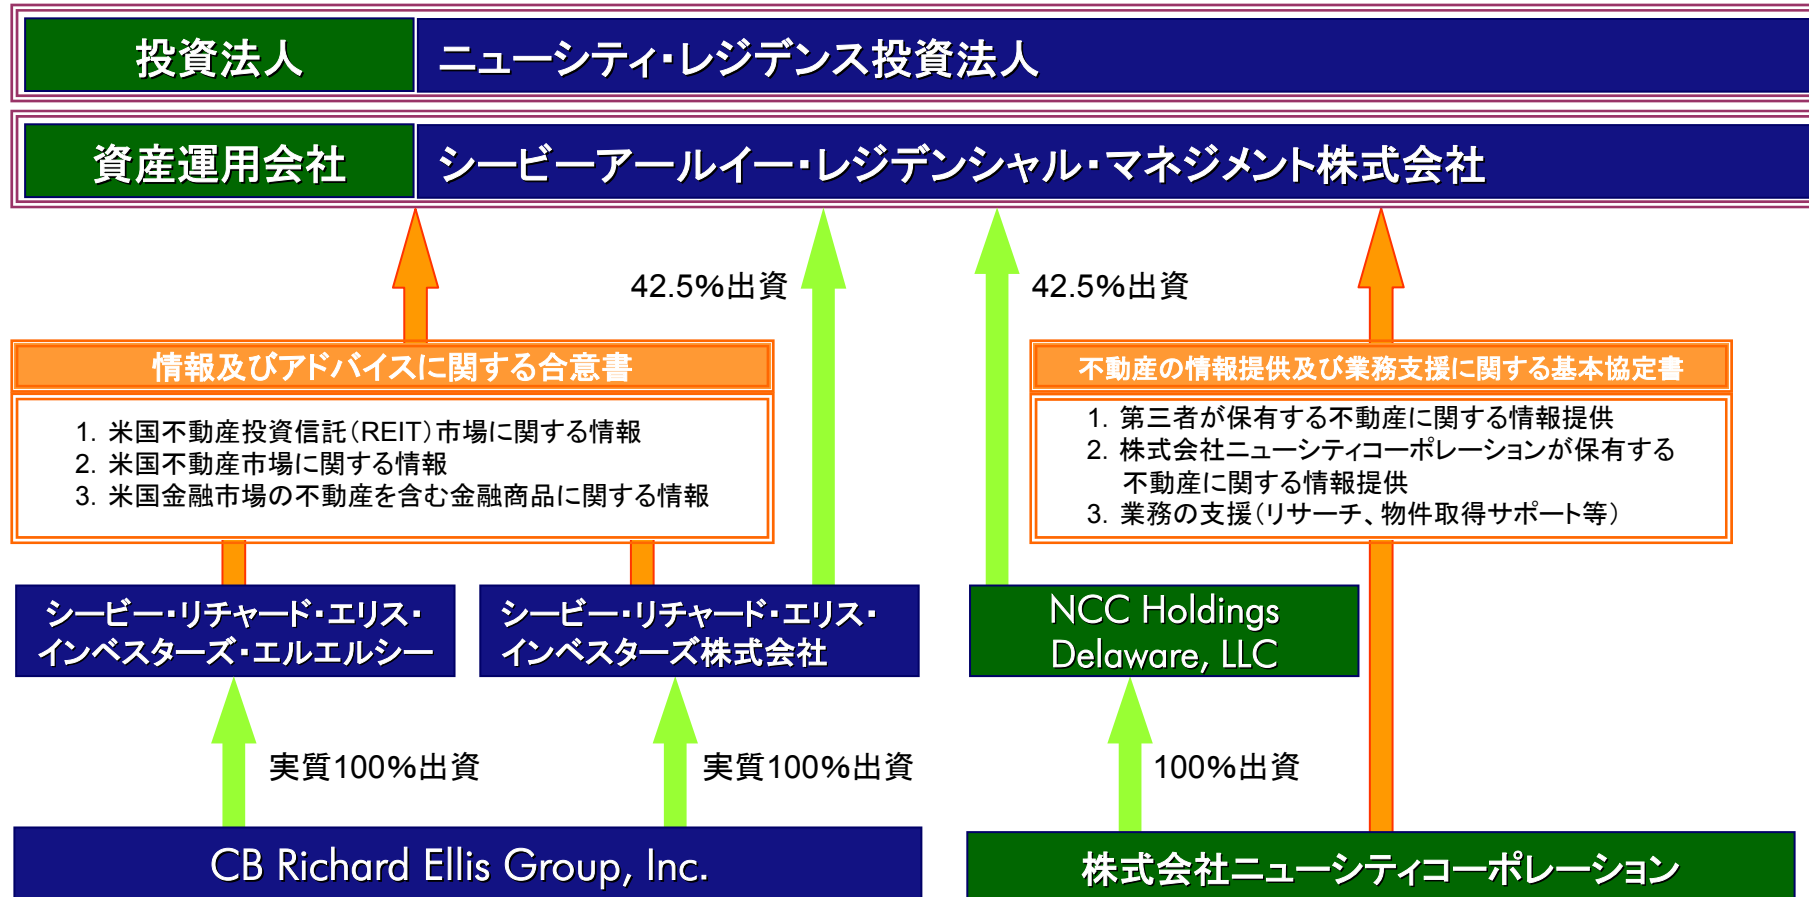 投資法人
ニューシティ・レジデンス投資法人
資産運用会社
シービーアールイー・レジデンシャル・マネジメント株式会社
42.5%出資
42.5%出資
情報及びアドバイスに関する合意書
1. 米国不動産投資信託（REIT）市場に関する情報
2. 米国不動産市場に関する情報
3. 米国金融市場の不動産を含む金融商品に関する情報
不動産の情報提供及び業務支援に関する基本協定書
1. 第三者が保有する不動産に関する情報提供
2. 株式会社ニューシティコーポレーションが保有する
不動産に関する情報提供
3. 業務の支援（リサーチ、物件取得サポート等）
シービー・リチャード・エリス・
インベスターズ・エルエルシー
シービー・リチャード・エリス・
インベスターズ株式会社
NCC Holdings
Delaware, LLC
実質100%出資
実質100%出資
100%出資
CB Richard Ellis Group, Inc.
株式会社ニューシティコーポレーション